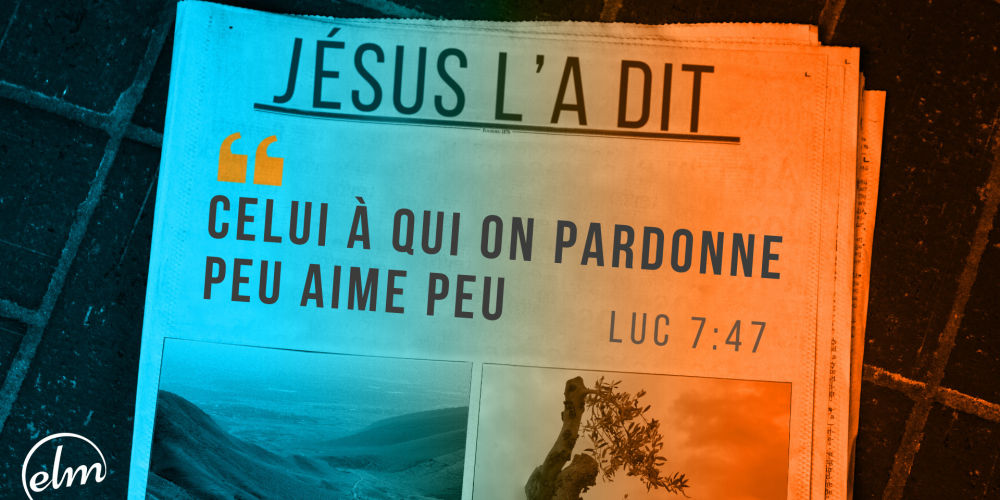 JÉSUS L'A DIT
❝
CELUI À QUI ON PARDONNE
PEU AIME PEU
LUC 7:47
elm